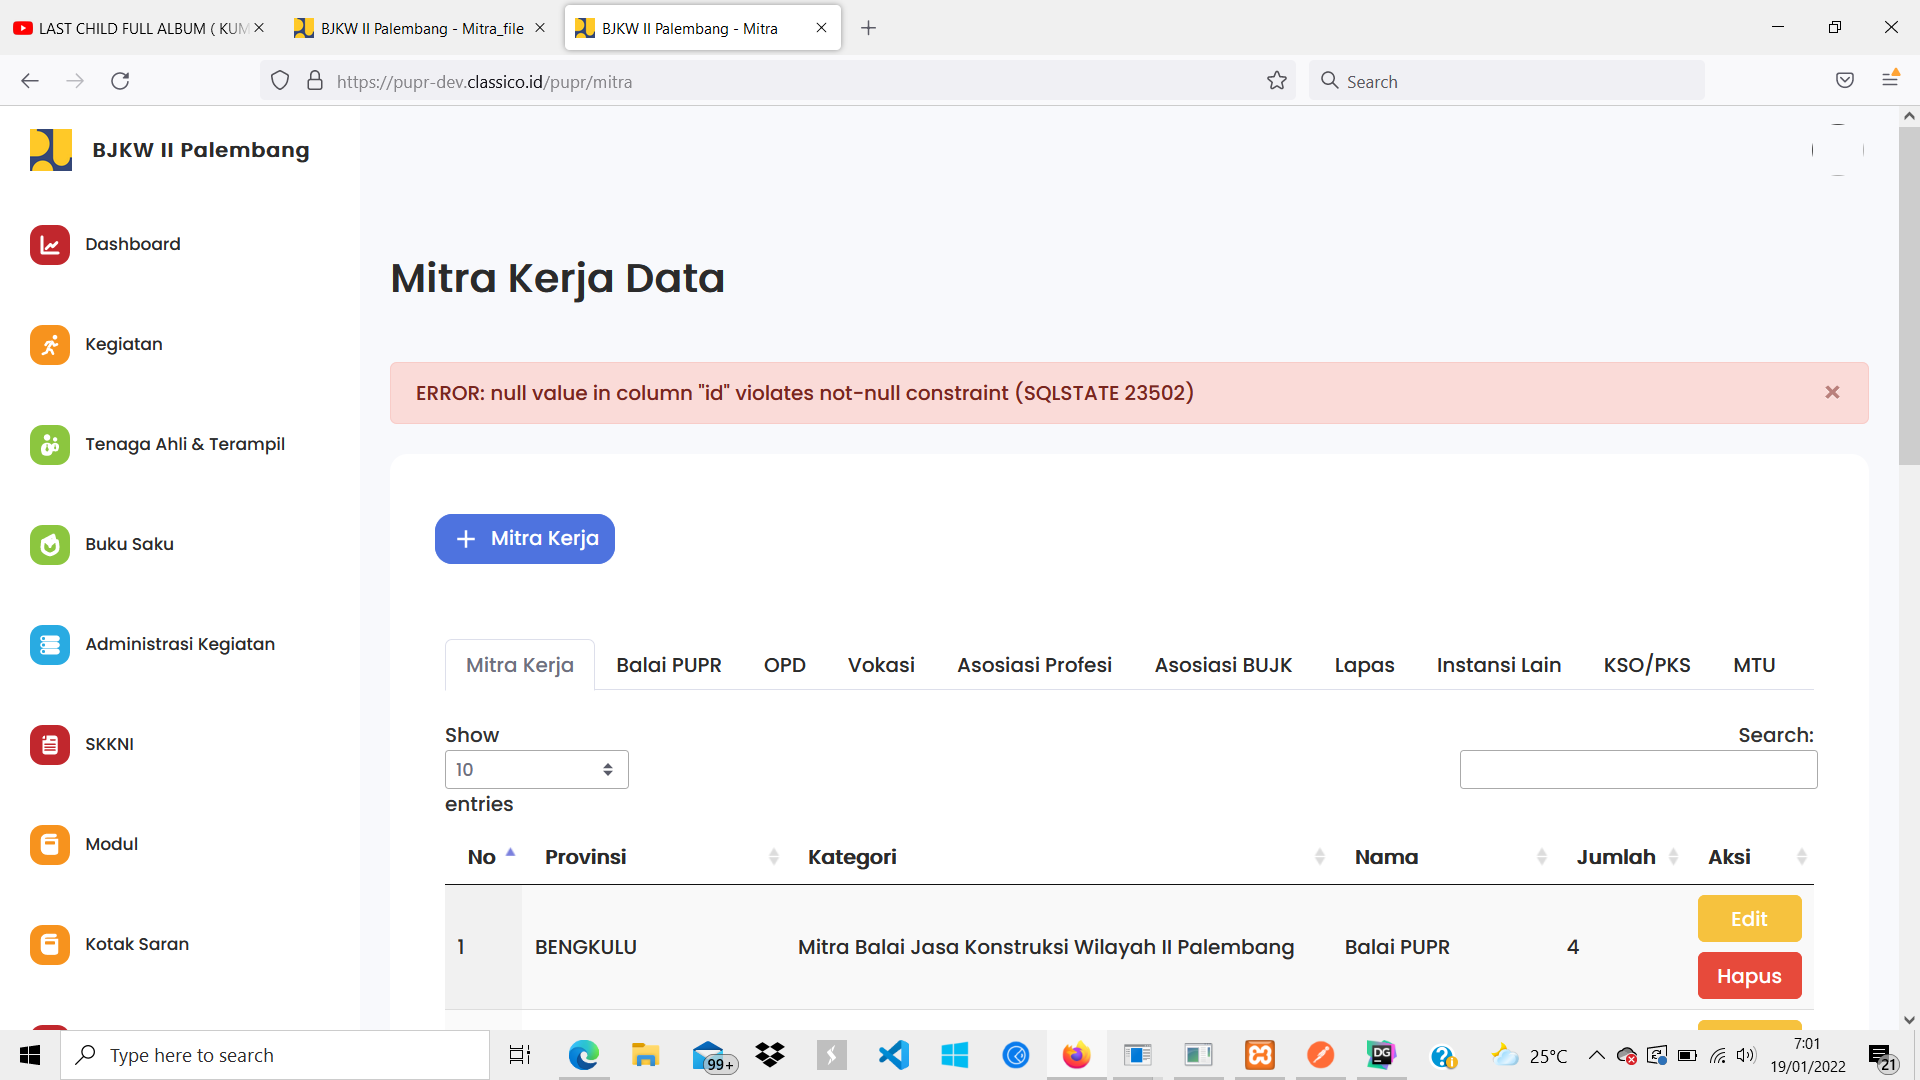 LAST CHILD FULL ALBUM ( KUM
BJKW II Palembang - Mitra_file
BJKW II Palembang - Mitra
https://pupr-dev.classico.id/pupr/mitra
Search
BJKW II Palembang
Dashboard
Kegiatan
Tenaga Ahli & Terampil
Buku Saku
Administrasi Kegiatan
SKKNI
Modul
Kotak Saran
Mitra Kerja Data
ERROR: null value in column "id" violates not-null constraint (SQLSTATE 23502)
Mitra Kerja
Mitra Kerja Balai PUPR OPD Vokasi Asosiasi Profesi Asosiasi BUJK Lapas Instansi Lain KSO/PKS MTU
Show
10
entries
Search:
No Provinsi Kategori Nama Jumlah Aksi
1 BENGKULU Mitra Balai Jasa Konstruksi Wilayah II Palembang Balai PUPR 4
Edit
Hapus
Type here to search
99+
DG
25°C
7:01
19/01/2022
21